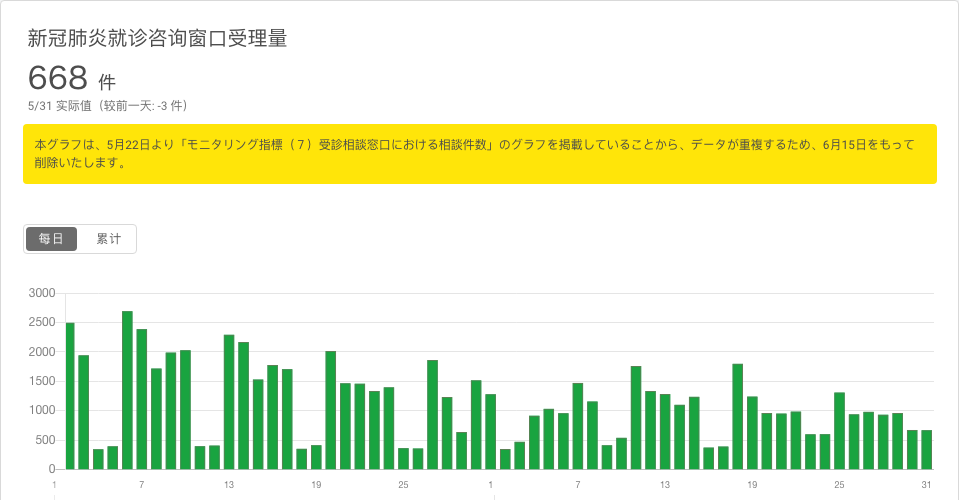 新冠肺炎就诊咨询窗口受理量
668 件
5/31 实际值（较前一天: -3 件）
本グラフは、5月22日より「モニタリング指標（７）受診相談窓口における相談件数」のグラフを掲載していることから、データが重複するため、6月15日をもって
削除いたします。
每日 累计
3000
2500
2000
1500
1000
500
0
1 7 13 19 25 1 7 13 19 25 31